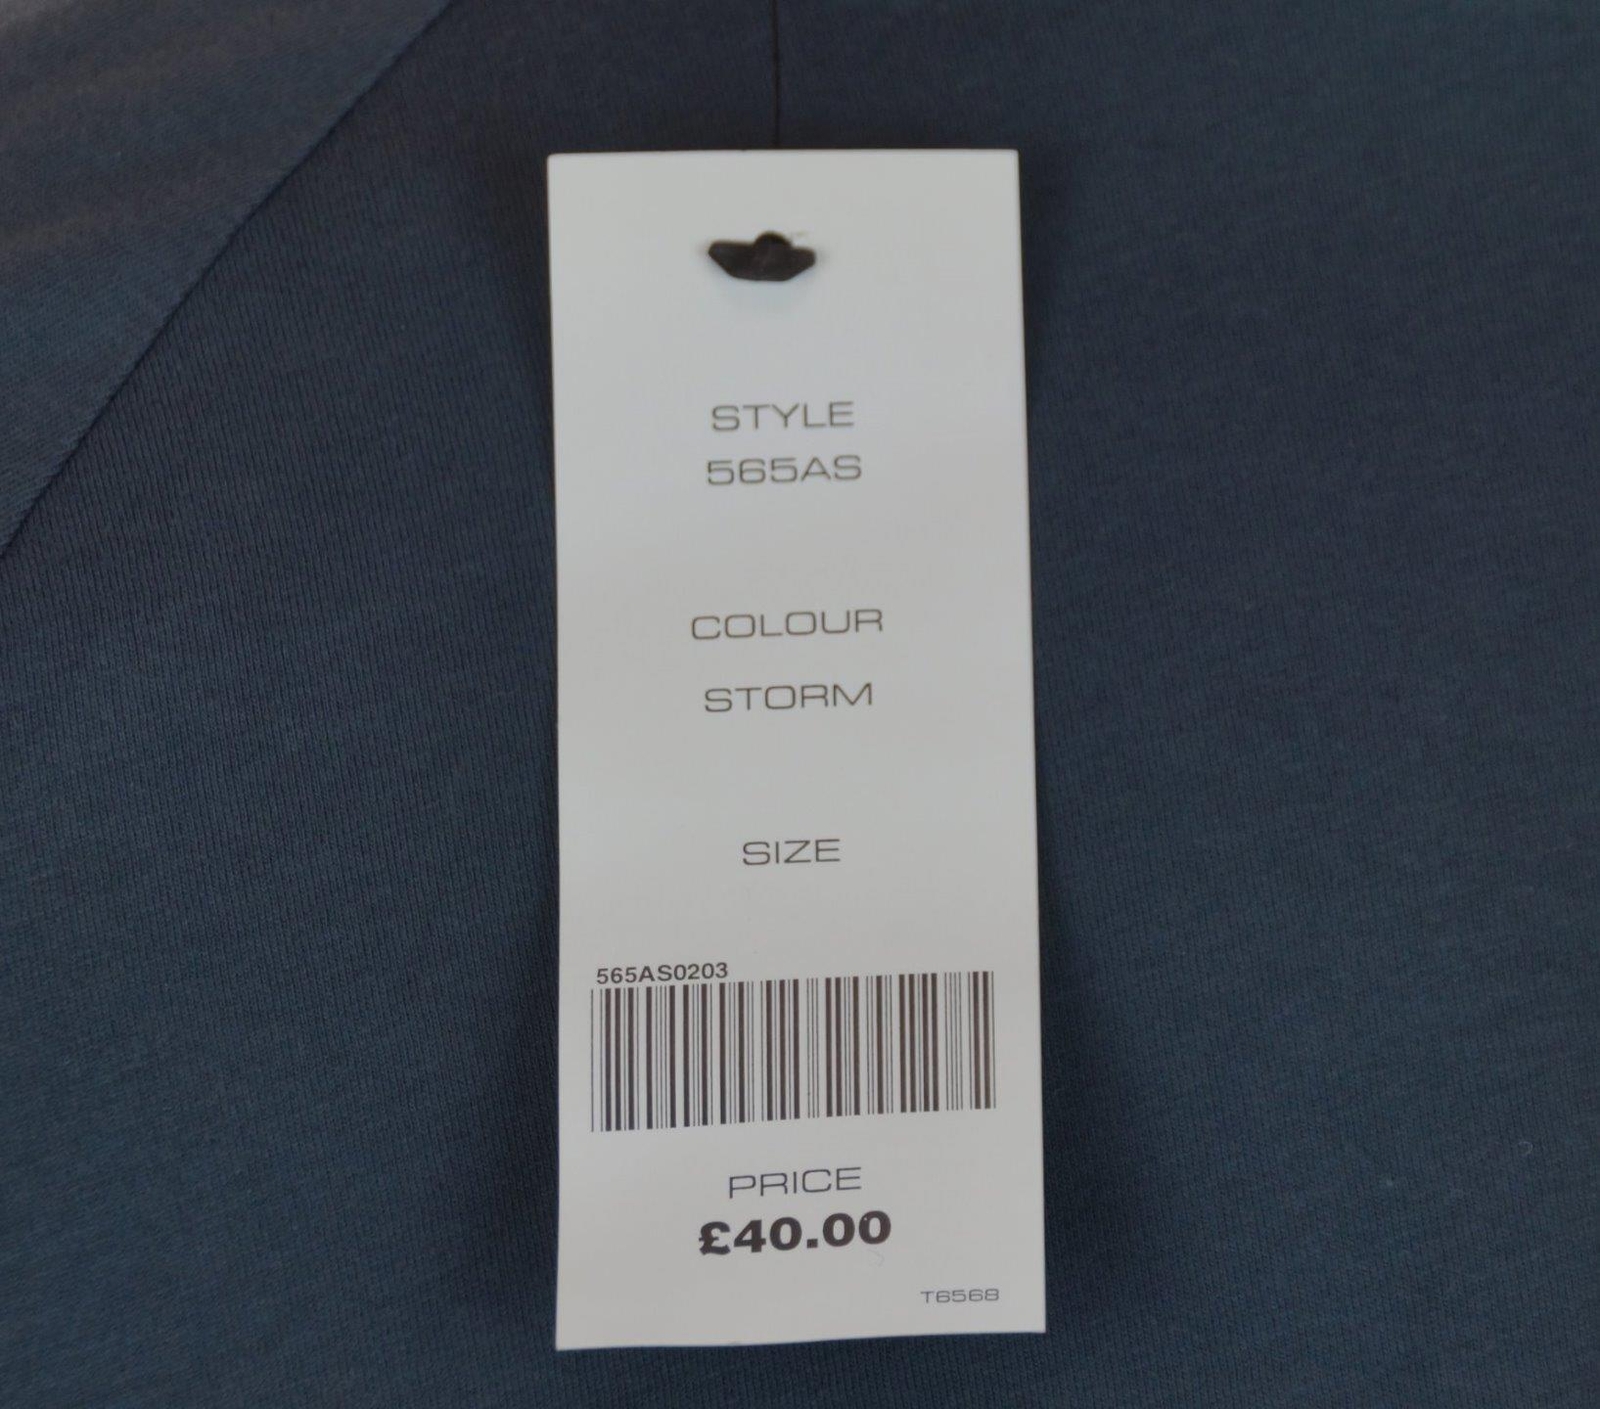 STYLE
565AS
COLOUR
STORM
SIZE
565AS0203
PRICE
£40.00
T6568